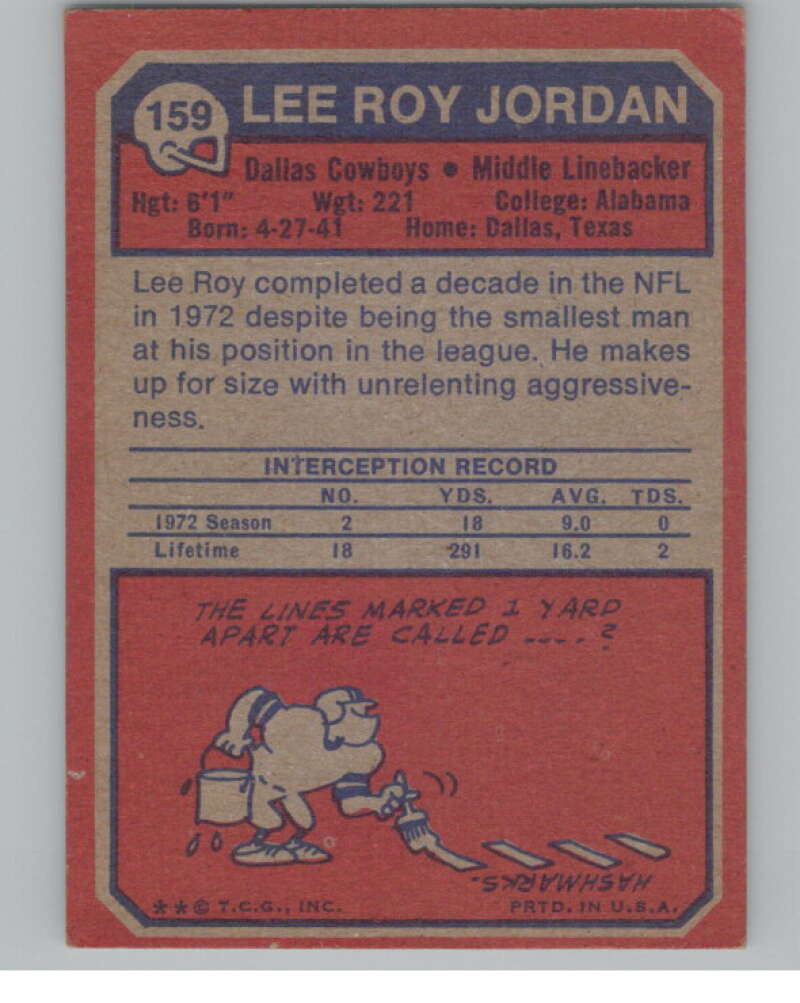 159 LEE ROY JORDAN
Dallas Cowboys • Middle Linebacker
Hgt: 6'1" Wgt: 221 College: Alabama
Born: 4-27-41 Home: Dallas, Texas
Lee Roy completed a decade in the NFL
in 1972 despite being the smallest man
at his position in the league. He makes
up for size with unrelenting aggressive-
ness.
INTERCEPTION RECORD
NO. YDS. AVG. TDS.
1972 Season 2 18 9.0 0
Lifetime 18 291 16.2 2
THE LINES MARKED 1 YARD
APART ARE CALLED ----?
HASHMARKS.
**© T.C.G., INC. PRTD. IN U.S.A.